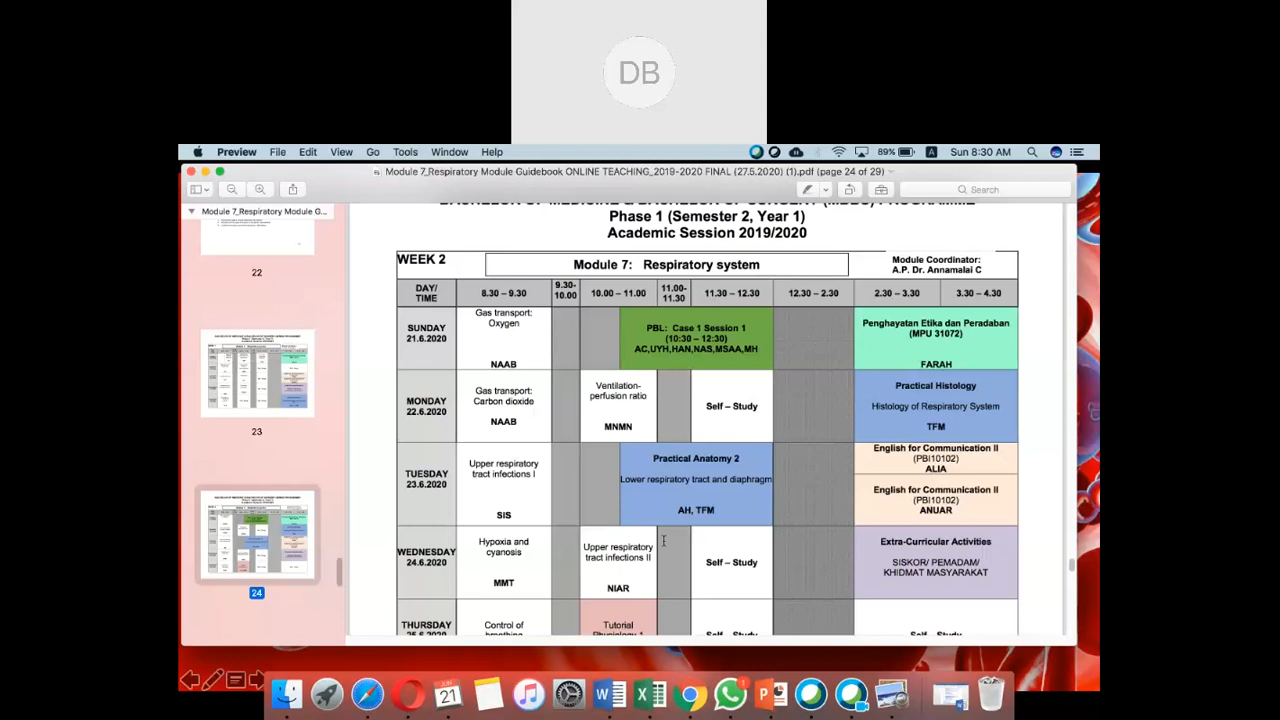 DB
Preview File Edit View Go Tools Window Help
89% A Sun 8:30 AM
Module 7_Respiratory Module Guidebook ONLINE TEACHING_2019-2020 FINAL (27.5.2020) (1).pdf (page 24 of 29)
Search
Module 7_Respiratory Module G...
22
23
24
Phase 1 (Semester 2, Year 1)
Academic Session 2019/2020
WEEK 2
Module 7: Respiratory system
Module Coordinator:
A.P. Dr. Annamalai C
DAY/
TIME
8.30 – 9.30
9.30-
10.00
10.00 – 11.00
11.00-
11.30
11.30 – 12.30
12.30 – 2.30
2.30 – 3.30
3.30 – 4.30
SUNDAY
21.6.2020
Gas transport:
Oxygen
NAAB
PBL: Case 1 Session 1
(10:30 – 12:30)
AC,UYH,HAN,NAS,MSAA,MH
Penghayatan Etika dan Peradaban
(MPU 31072)
FARAH
MONDAY
22.6.2020
Gas transport:
Carbon dioxide
NAAB
Ventilation-
perfusion ratio
MNMN
Self – Study
Practical Histology
Histology of Respiratory System
TFM
TUESDAY
23.6.2020
Upper respiratory
tract infections I
SIS
Practical Anatomy 2
Lower respiratory tract and diaphragm
AH, TFM
English for Communication II
(PBI10102)
ALIA
English for Communication II
(PBI10102)
ANUAR
WEDNESDAY
24.6.2020
Hypoxia and
cyanosis
MMT
Upper respiratory
tract infections II
NIAR
Self – Study
Extra-Curricular Activities
SISKOR/ PEMADAM/
KHIDMAT MASYARAKAT
THURSDAY
25.6.2020
Control of
breathing
Tutorial
Physiology 1
Self – Study
Self – Study
JUN
21